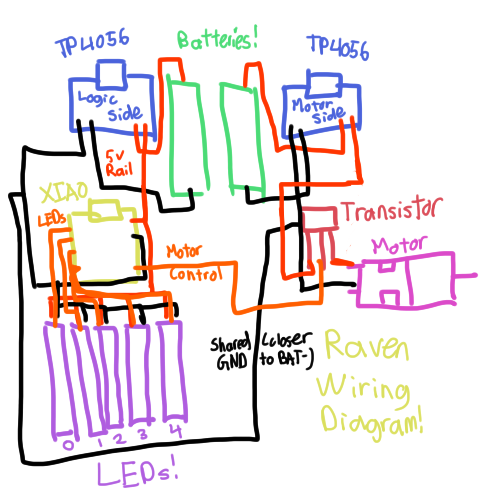 TP4056
Batteries!
TP4056
Logic
Side
Motor
Side
5v
Rail
XIAO
LEDs
Transistor
Motor
Motor
Control
Shared (closer
GND to BAT-)
Raven
Wiring
Diagram!
0 1 2 3 4
LEDs!